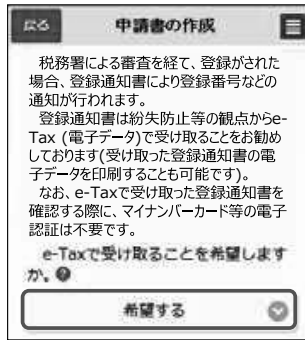 戻る
申請書の作成
税務署による審査を経て、登録がされた
場合、登録通知書により登録番号などの
通知が行われます。
登録通知書は紛失防止等の観点からe-
Tax (電子データ)で受け取ることをお勧め
しております(受け取った登録通知書の電
子データを印刷することも可能です)。
なお、e-Taxで受け取った登録通知書を
確認する際に、マイナンバーカード等の電子
認証は不要です。
e-Taxで受け取ることを希望します
か。?
希望する